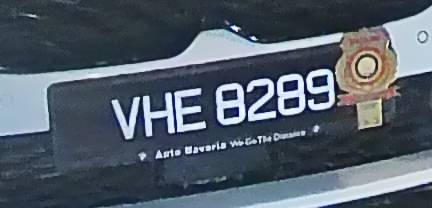 VHE 8289
Auto Bavaria We Go The Distance